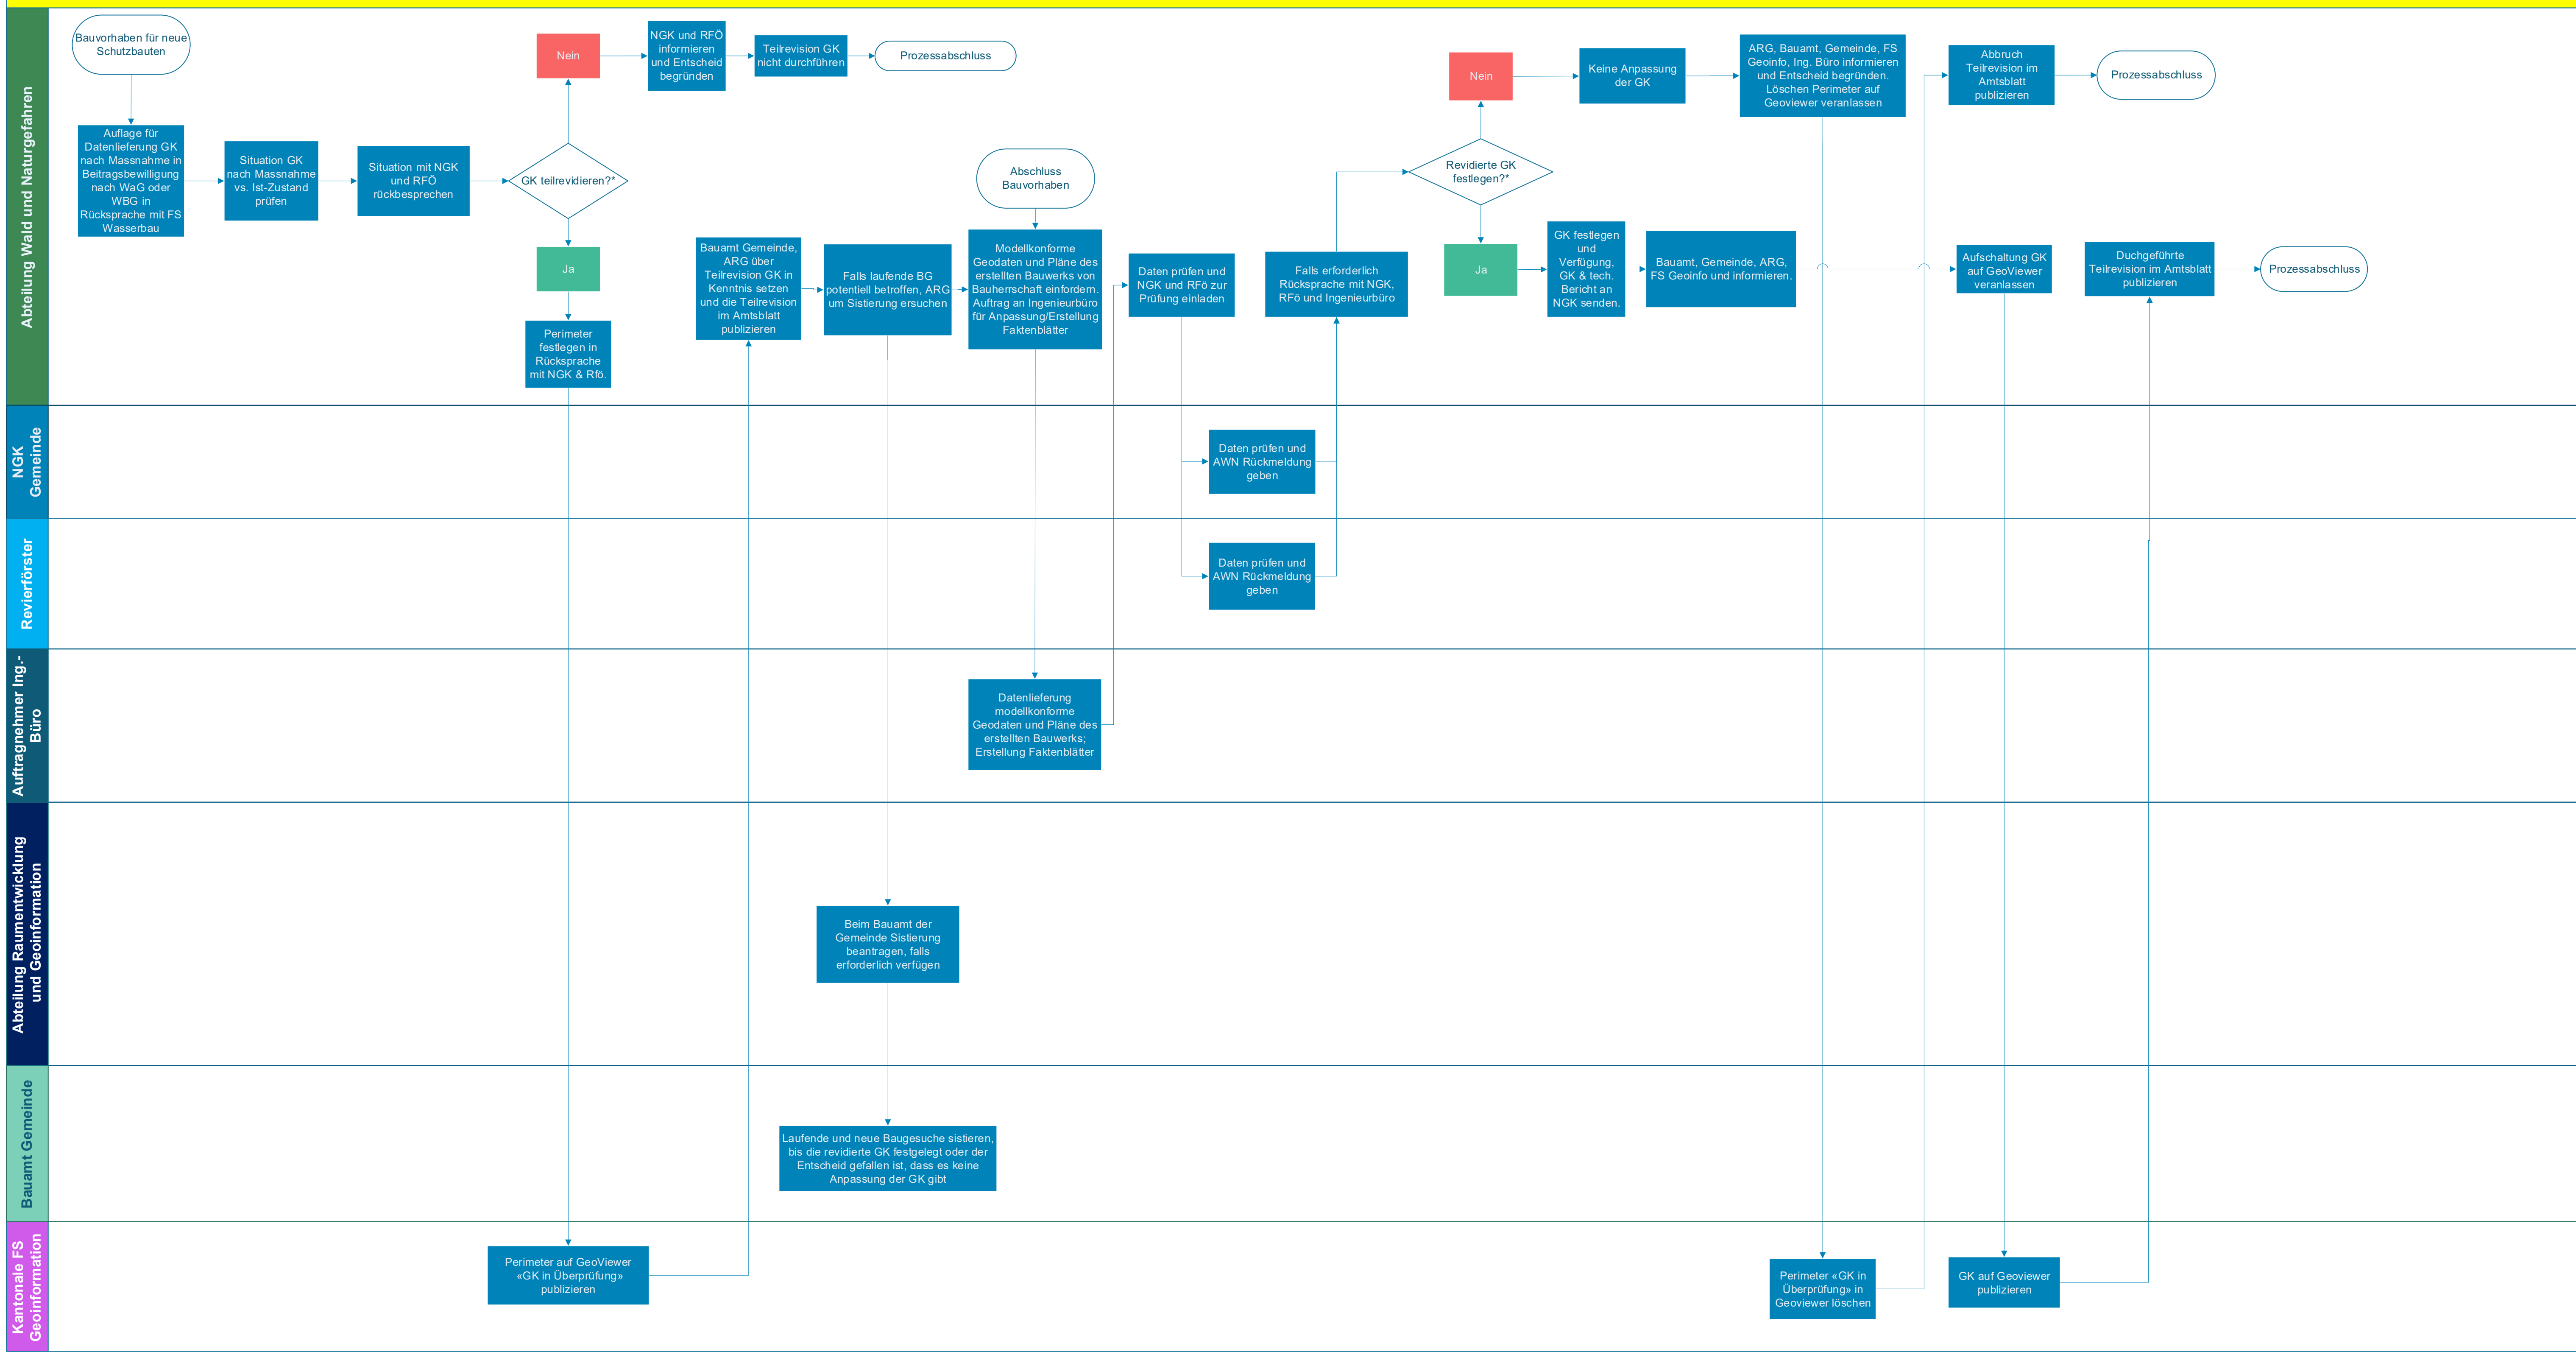 Abteilung Wald und Naturgefahren
Bauvorhaben für neue
Schutzbauten
Auflage für
Datenlieferung GK
nach Massnahme in
Beitragsbewilligung
nach WaG oder
WBG in
Rücksprache mit FS
Wasserbau
Situation GK
nach Massnahme
vs. Ist-Zustand
prüfen
Situation mit NGK
und RFÖ
rückbesprechen
GK teilrevidieren?*
Nein
NGK und RFÖ
informieren
und Entscheid
begründen
Teilrevision GK
nicht durchführen
Prozessabschluss
Ja
Perimeter
festlegen in
Rücksprache
mit NGK & Rfö.
Bauamt Gemeinde,
ARG über
Teilrevision GK in
Kenntnis setzen
und die Teilrevision
im Amtsblatt
publizieren
Falls laufende BG
potentiell betroffen, ARG
um Sistierung ersuchen
Abschluss
Bauvorhaben
Modellkonforme
Geodaten und Pläne des
erstellten Bauwerks von
Bauherrschaft einfordern.
Auftrag an Ingenieurbüro
für Anpassung/Erstellung
Faktenblätter
Daten prüfen und
NGK und RFö zur
Prüfung einladen
Falls erforderlich
Rücksprache mit NGK,
RFö und Ingenieurbüro
Revidierte GK
festlegen?*
Nein
Keine Anpassung
der GK
ARG, Bauamt, Gemeinde, FS
Geoinfo, Ing. Büro informieren
und Entscheid begründen.
Löschen Perimeter auf
Geoviewer veranlassen
Abbruch
Teilrevision im
Amtsblatt
publizieren
Prozessabschluss
Ja
GK festlegen
und
Verfügung,
GK & tech.
Bericht an
NGK senden.
Bauamt, Gemeinde, ARG,
FS Geoinfo und informieren.
Aufschaltung GK
auf GeoViewer
veranlassen
Duchgeführte
Teilrevision im Amtsblatt
publizieren
Prozessabschluss
NGK
Gemeinde
Daten prüfen und
AWN Rückmeldung
geben
Revierförster
Daten prüfen und
AWN Rückmeldung
geben
Auftragnehmer Ing.-
Büro
Datenlieferung
modellkonforme
Geodaten und Pläne des
erstellten Bauwerks;
Erstellung Faktenblätter
Abteilung Raumentwicklung
und Geoinformation
Beim Bauamt der
Gemeinde Sistierung
beantragen, falls
erforderlich verfügen
Bauamt Gemeinde
Laufende und neue Baugesuche sistieren,
bis die revidierte GK festgelegt oder der
Entscheid gefallen ist, dass es keine
Anpassung der GK gibt
Kantonale FS
Geoinformation
Perimeter auf GeoViewer
«GK in Überprüfung»
publizieren
Perimeter «GK in
Überprüfung» in
Geoviewer löschen
GK auf Geoviewer
publizieren